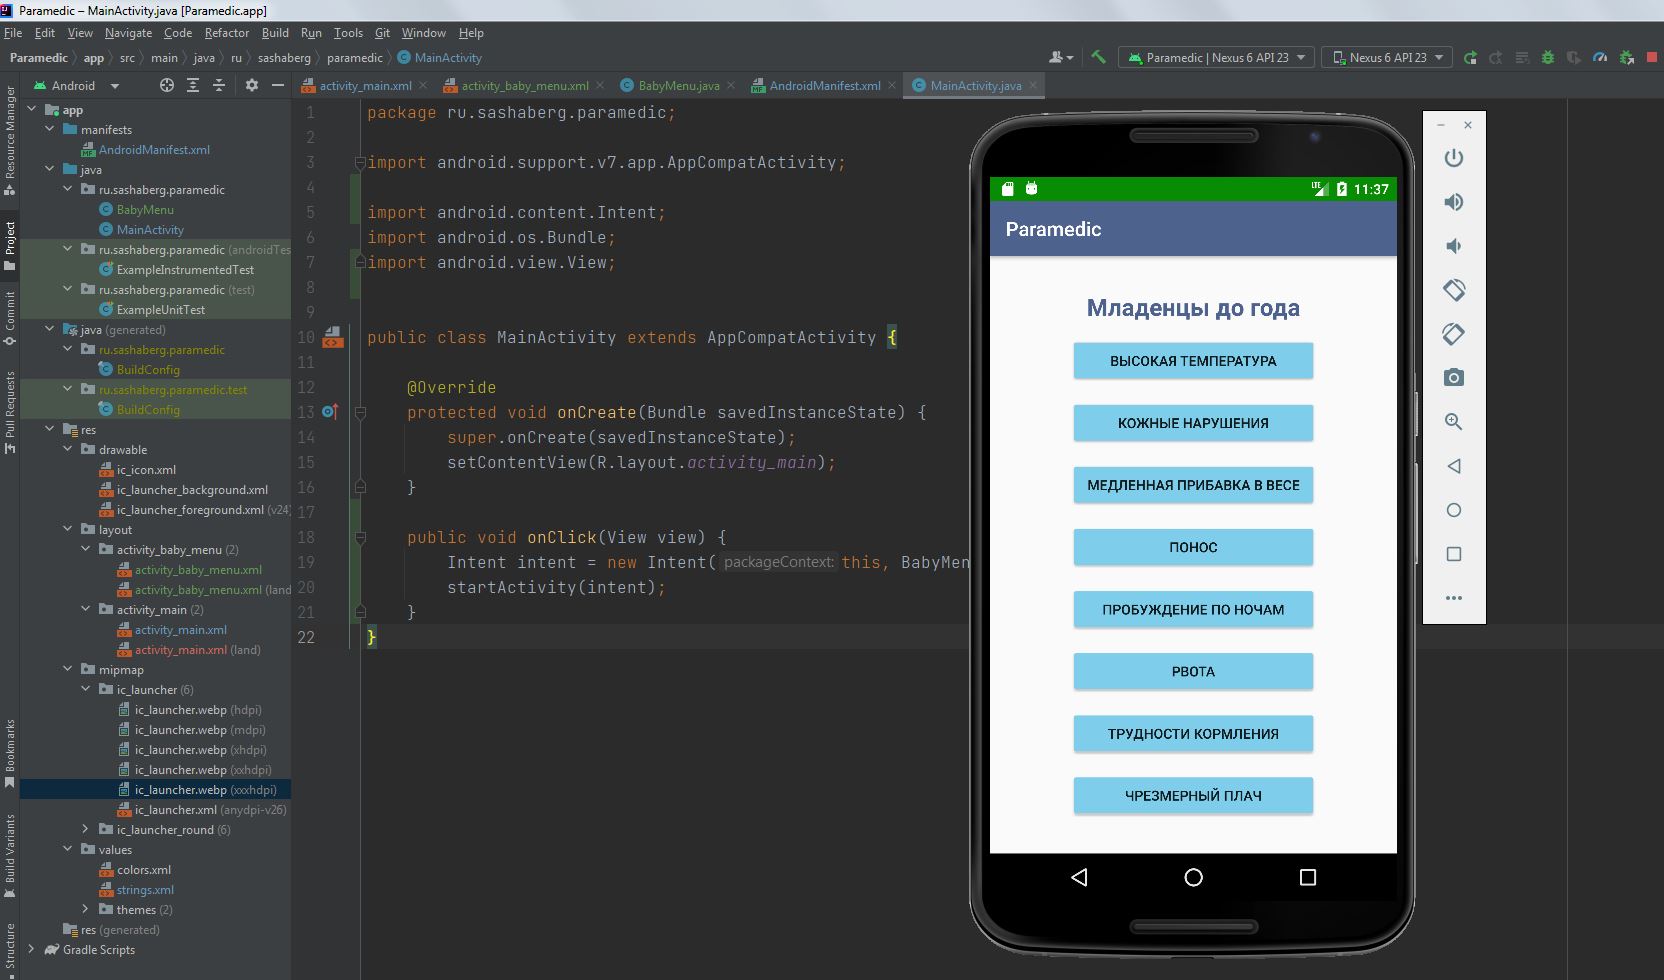 Paramedic – MainActivity.java [Paramedic.app]
File Edit View Navigate Code Refactor Build Run Tools Git Window Help
Paramedic app src main java ru sashaberg paramedic MainActivity
Paramedic | Nexus 6 API 23
Nexus 6 API 23
Android
activity_main.xml activity_baby_menu.xml BabyMenu.java AndroidManifest.xml MainActivity.java
Resource Manager
Project
Commit
Pull Requests
Bookmarks
Build Variants
Structure
app
manifests
AndroidManifest.xml
java
ru.sashaberg.paramedic
BabyMenu
MainActivity
ru.sashaberg.paramedic (androidTes
ExampleInstrumentedTest
ru.sashaberg.paramedic (test)
ExampleUnitTest
java (generated)
ru.sashaberg.paramedic
BuildConfig
ru.sashaberg.paramedic.test
BuildConfig
res
drawable
ic_icon.xml
ic_launcher_background.xml
ic_launcher_foreground.xml (v24)
layout
activity_baby_menu (2)
activity_baby_menu.xml
activity_baby_menu.xml (land
activity_main (2)
activity_main.xml
activity_main.xml (land)
mipmap
ic_launcher (6)
ic_launcher.webp (hdpi)
ic_launcher.webp (mdpi)
ic_launcher.webp (xhdpi)
ic_launcher.webp (xxhdpi)
ic_launcher.webp (xxxhdpi)
ic_launcher.xml (anydpi-v26)
ic_launcher_round (6)
values
colors.xml
strings.xml
themes (2)
res (generated)
Gradle Scripts
1 package ru.sashaberg.paramedic;
2
3 import android.support.v7.app.AppCompatActivity;
4
5 import android.content.Intent;
6 import android.os.Bundle;
7 import android.view.View;
8
9
10 public class MainActivity extends AppCompatActivity {
11
12 @Override
13 protected void onCreate(Bundle savedInstanceState) {
14 super.onCreate(savedInstanceState);
15 setContentView(R.layout.activity_main);
16 }
17
18 public void onClick(View view) {
19 Intent intent = new Intent( packageContext: this, BabyMen
20 startActivity(intent);
21 }
22 }
LTE 11:37
Paramedic
Младенцы до года
ВЫСОКАЯ ТЕМПЕРАТУРА
КОЖНЫЕ НАРУШЕНИЯ
МЕДЛЕННАЯ ПРИБАВКА В ВЕСЕ
ПОНОС
ПРОБУЖДЕНИЕ ПО НОЧАМ
РВОТА
ТРУДНОСТИ КОРМЛЕНИЯ
ЧРЕЗМЕРНЫЙ ПЛАЧ